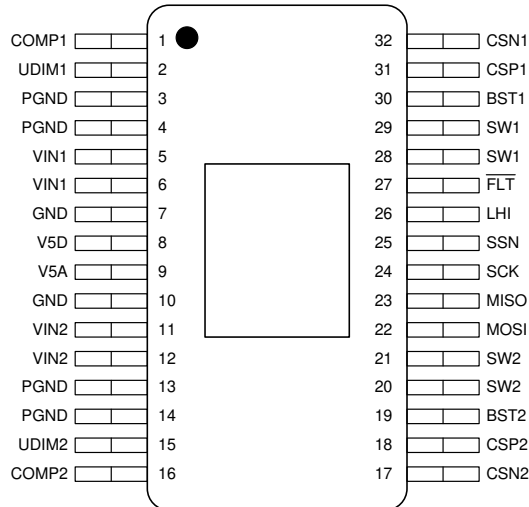 COMP1 1 32 CSN1
UDIM1 2 31 CSP1
PGND 3 30 BST1
PGND 4 29 SW1
VIN1 5 28 SW1
VIN1 6 27 FLT
GND 7 26 LHI
V5D 8 25 SSN
V5A 9 24 SCK
GND 10 23 MISO
VIN2 11 22 MOSI
VIN2 12 21 SW2
PGND 13 20 SW2
PGND 14 19 BST2
UDIM2 15 18 CSP2
COMP2 16 17 CSN2